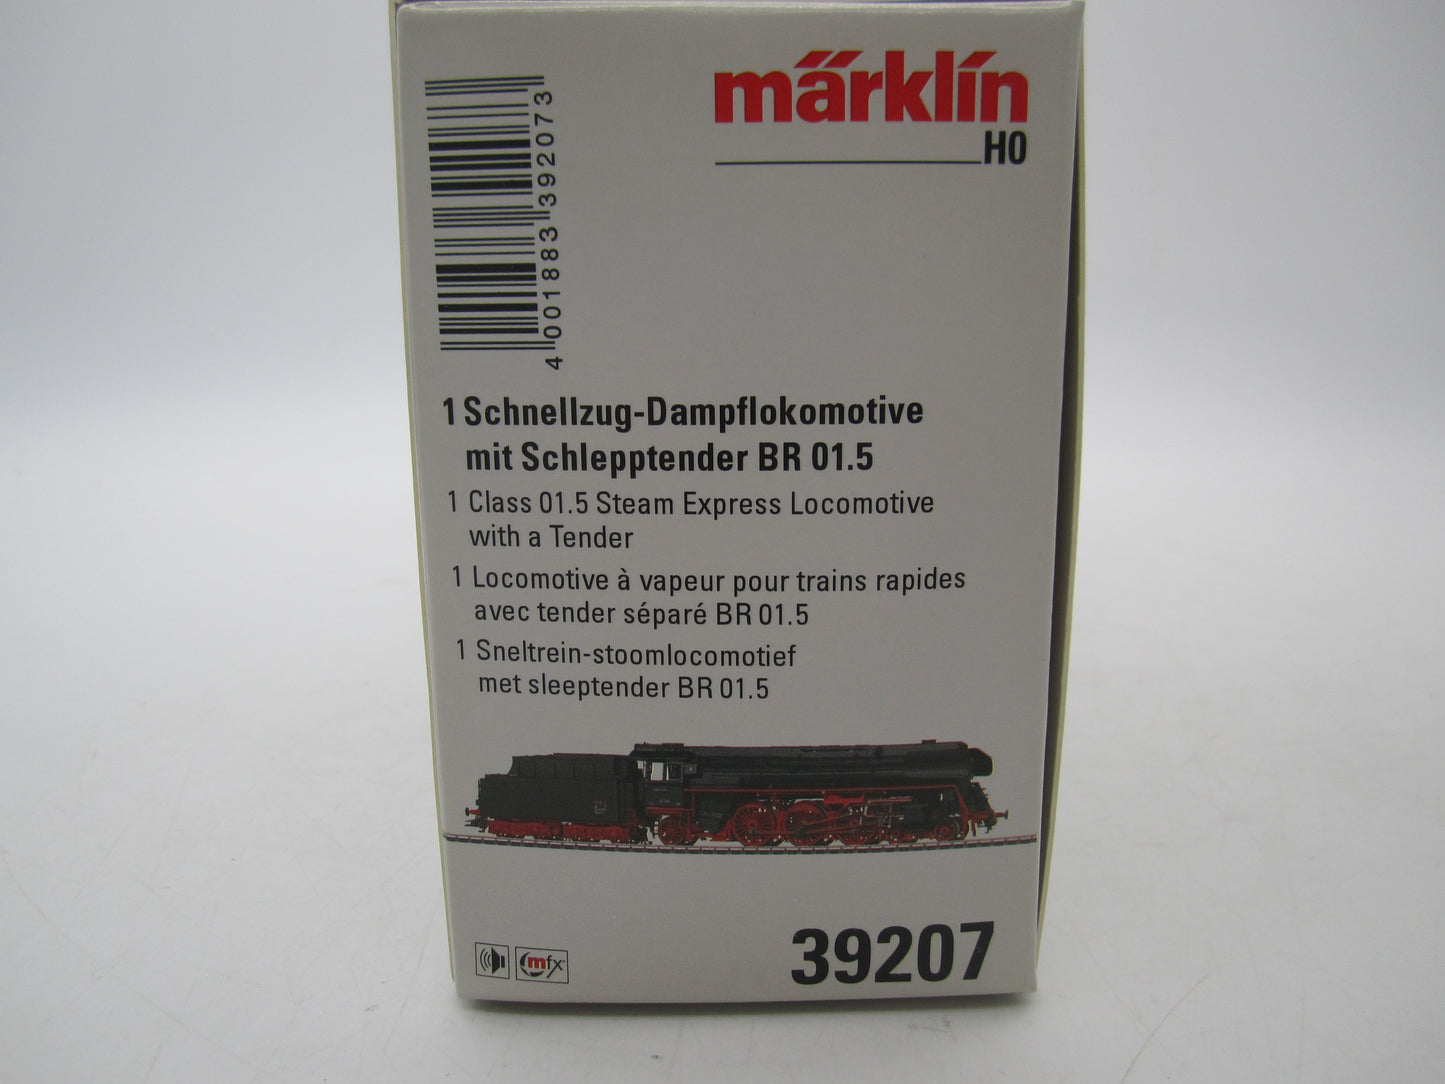 märklin
H0
4 001883 392073
1 Schnellzug-Dampflokomotive
mit Schlepptender BR 01.5
1 Class 01.5 Steam Express Locomotive
with a Tender
1 Locomotive à vapeur pour trains rapides
avec tender séparé BR 01.5
1 Sneltrein-stoomlocomotief
met sleeptender BR 01.5
mfx
39207